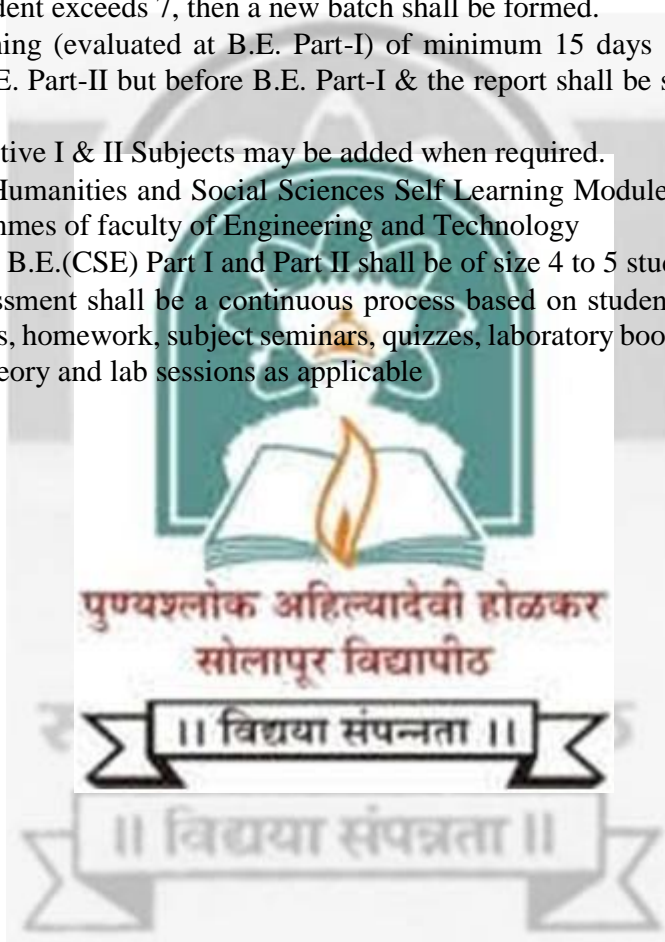 dent exceeds 7, then a new batch shall be formed.
ning (evaluated at B.E. Part-I) of minimum 15 days
E. Part-II but before B.E. Part-I & the report shall be s
tive I & II Subjects may be added when required.
Humanities and Social Sciences Self Learning Module
mmes of faculty of Engineering and Technology
B.E.(CSE) Part I and Part II shall be of size 4 to 5 stu
ssment shall be a continuous process based on studen
s, homework, subject seminars, quizzes, laboratory boo
eory and lab sessions as applicable
पुण्यश्लोक अहिल्यादेवी होळकर
सोलापूर विद्यापीठ
।। विद्यया संपन्नता ।।
॥ विद्यया संपन्नता ॥